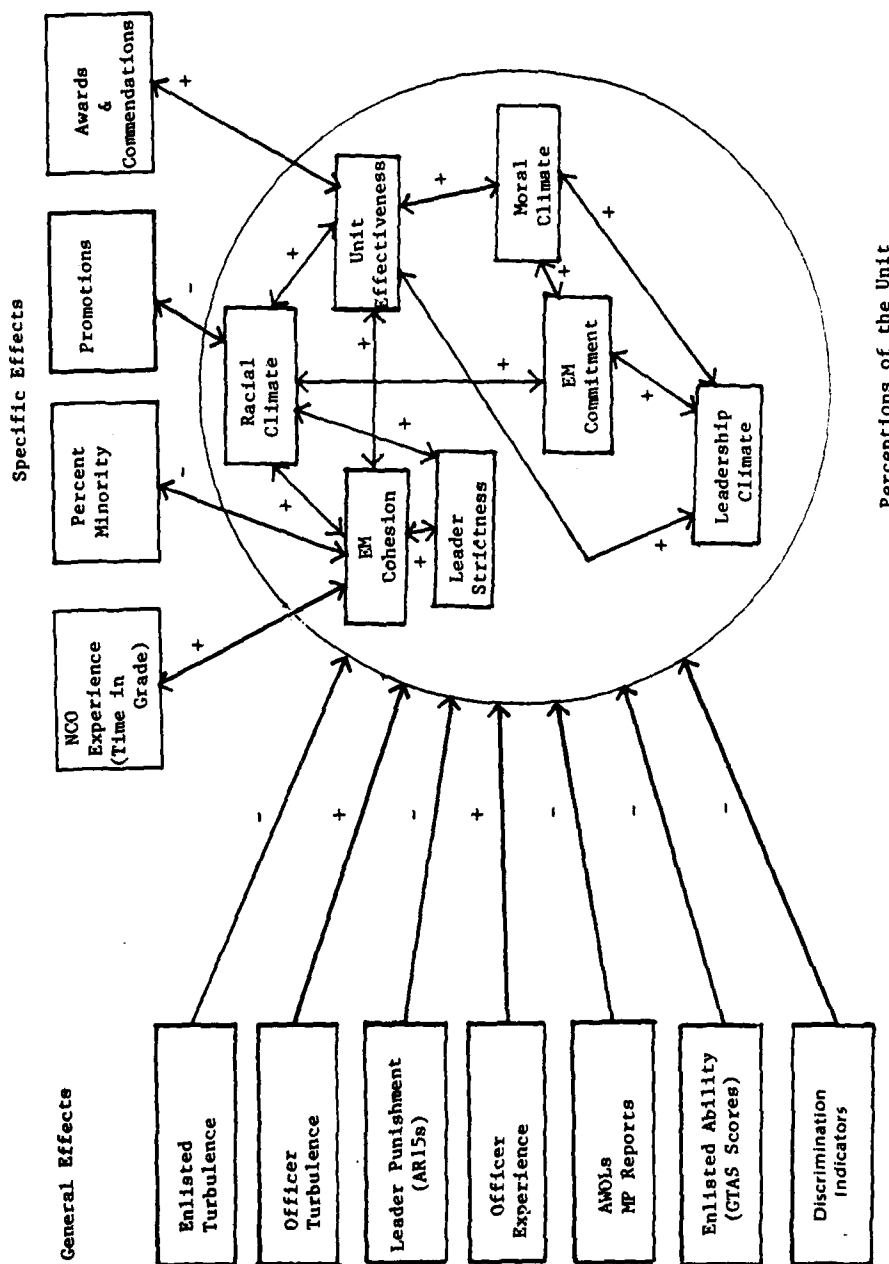 Specific Effects
NCO
Experience
(Time in
Grade)
Percent
Minority
Promotions
Awards
&
Commendations
+
-
-
+
General Effects
Enlisted
Turbulence
Officer
Turbulence
Leader Punishment
(AR15s)
Officer
Experience
AWOLs
MP Reports
Enlisted Ability
(GTAS Scores)
Discrimination
Indicators
-
+
-
+
-
-
-
Racial
Climate
EM
Cohesion
Leader
Strictness
Unit
Effectiveness
EM
Commitment
Moral
Climate
Leadership
Climate
+
+
+
+
+
+
+
+
+
+
+
Perceptions of the Unit